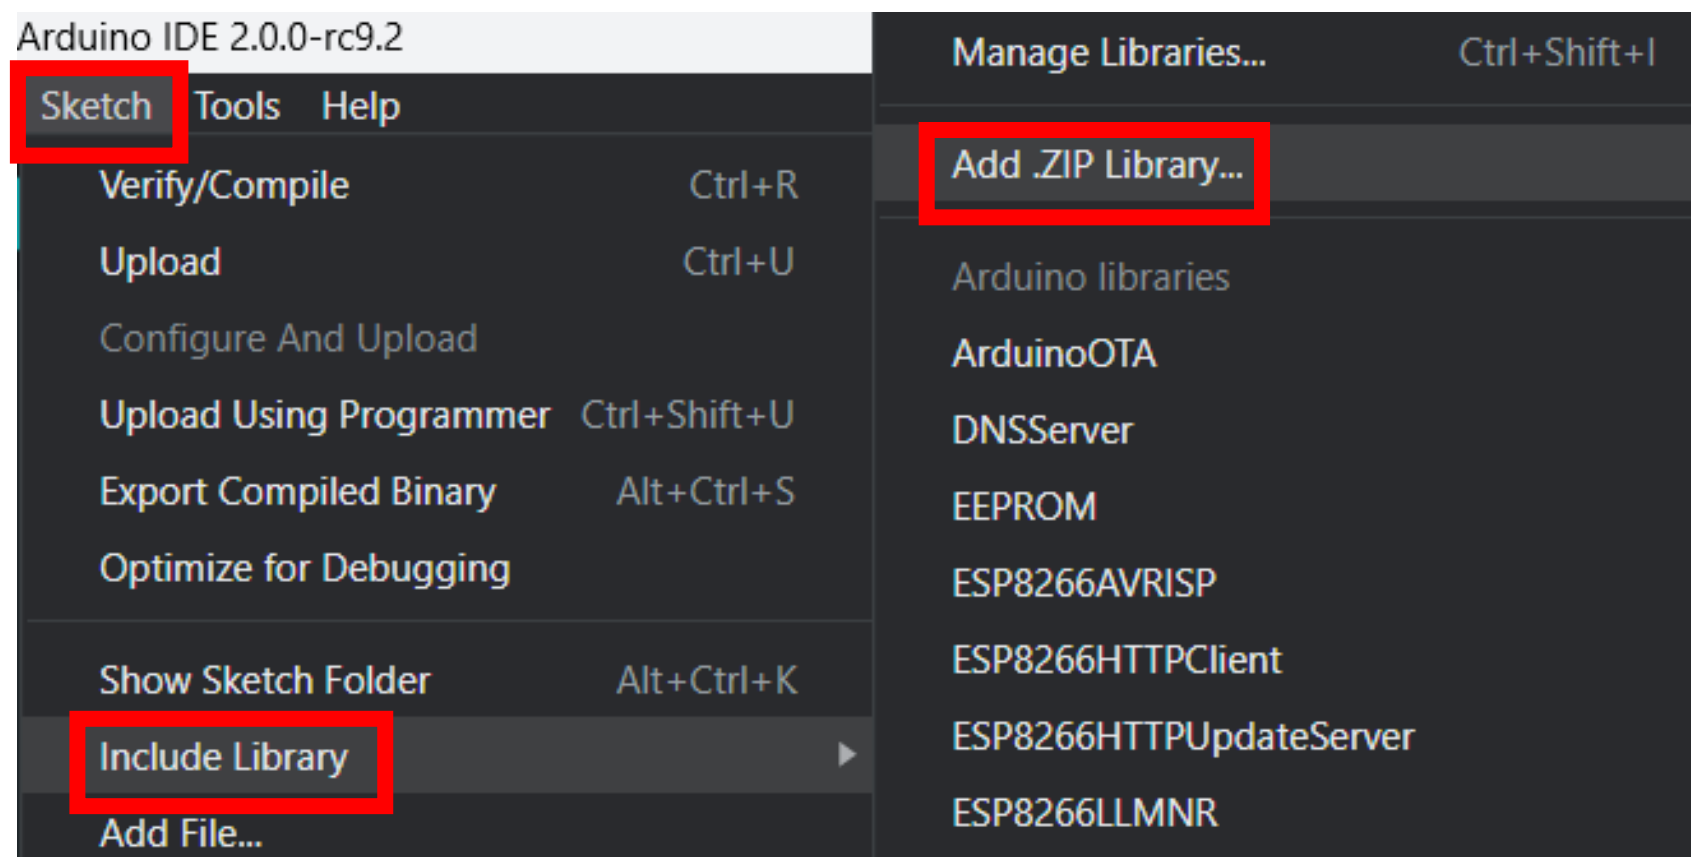 Arduino IDE 2.0.0-rc9.2
Sketch Tools Help
Verify/Compile Ctrl+R
Upload Ctrl+U
Configure And Upload
Upload Using Programmer Ctrl+Shift+U
Export Compiled Binary Alt+Ctrl+S
Optimize for Debugging
Show Sketch Folder Alt+Ctrl+K
Include Library
Add File...
Manage Libraries... Ctrl+Shift+I
Add .ZIP Library...
Arduino libraries
ArduinoOTA
DNSServer
EEPROM
ESP8266AVRISP
ESP8266HTTPClient
ESP8266HTTPUpdateServer
ESP8266LLMNR